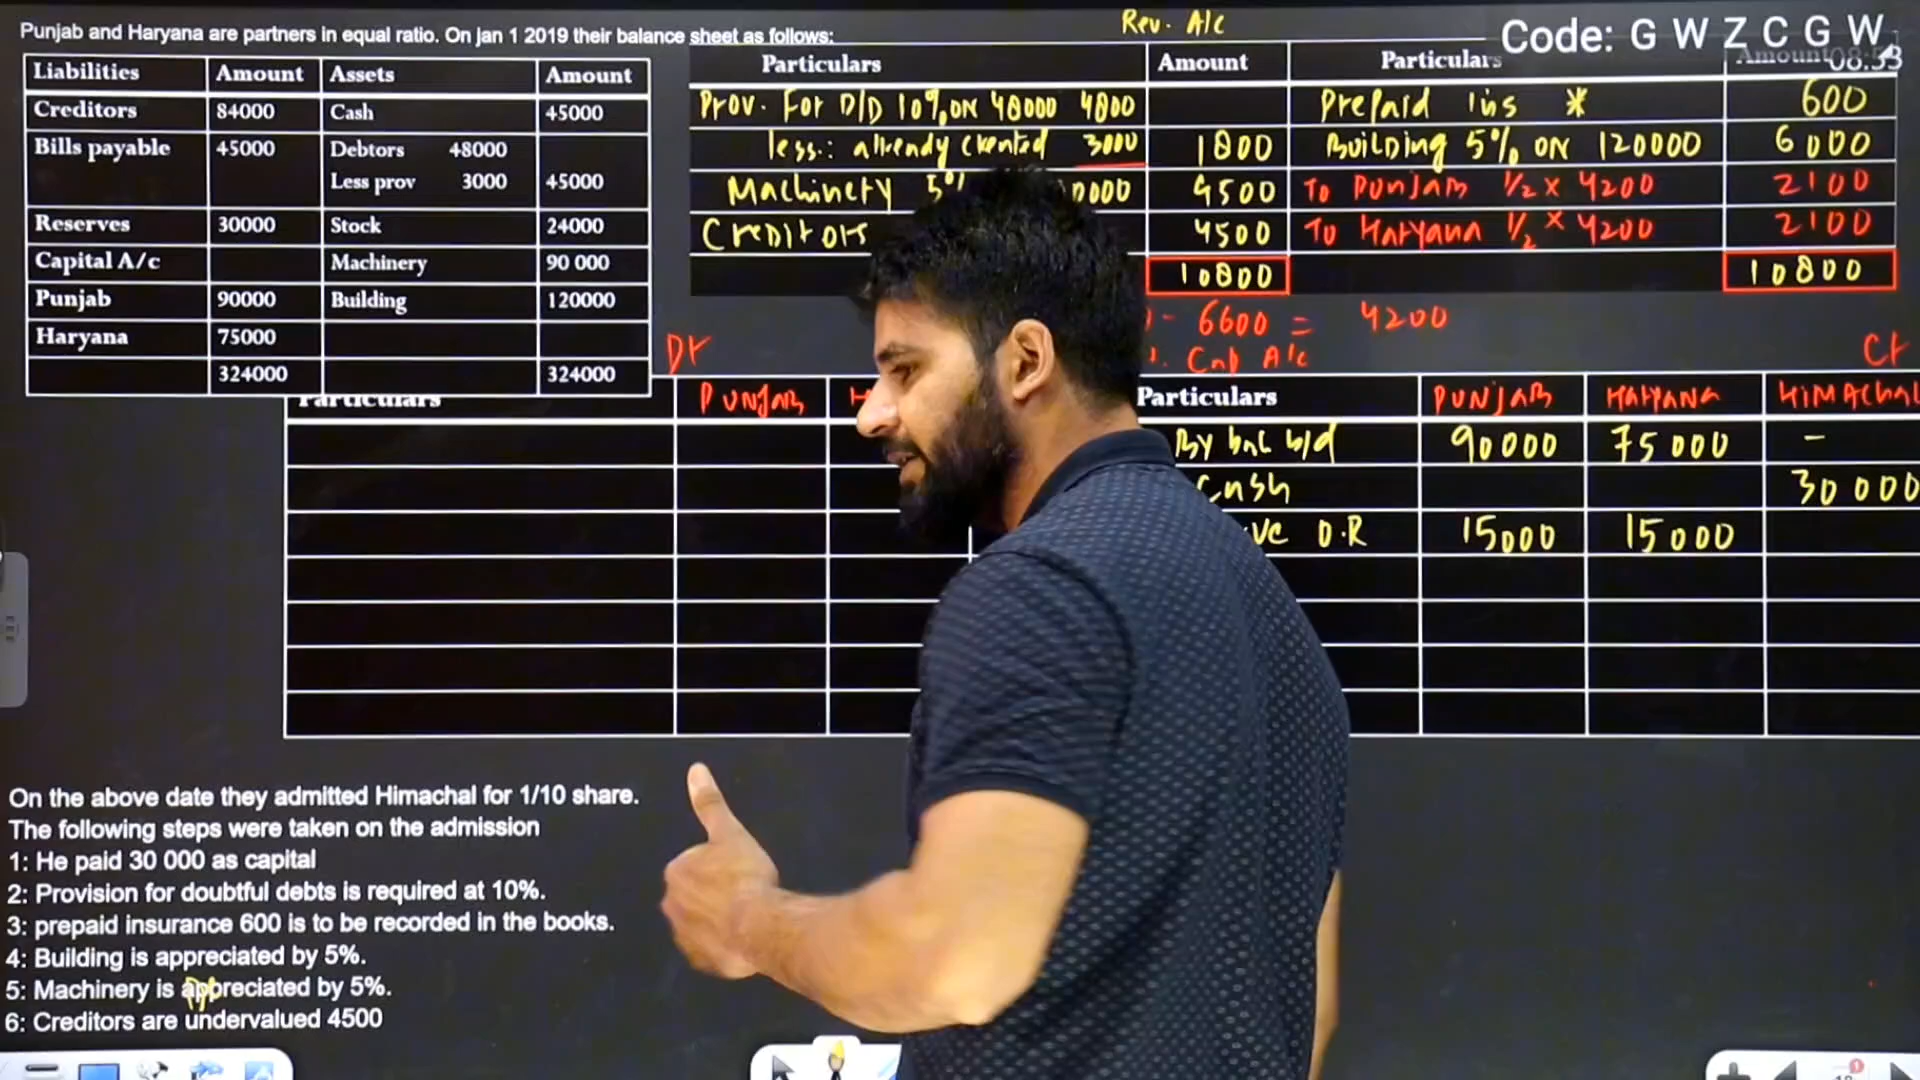 Punjab and Haryana are partners in equal ratio. On jan 1 2019 their balance sheet as follows:
Liabilities Amount Assets Amount
Creditors 84000 Cash 45000
Bills payable 45000 Debtors 48000
Less prov 3000 45000
Reserves 30000 Stock 24000
Capital A/c Machinery 90 000
Punjab 90000 Building 120000
Haryana 75000
324000 324000
Rev. A/c
Code: G W Z C G W
08:53
Particulars Amount Particulars Amount
Prov. For D/D 10% on 48000 4800 Prepaid ins * 600
less: already created 3000 1800 Building 5% on 120000 6000
Machinery 5% 0000 4500 To Punjab 1/2 x 4200 2100
Creditors 4500 To Haryana 1/2 x 4200 2100
10800 10800
- 6600 = 4200
Cap A/c
Dr Cr
Particulars Punjab H Particulars Punjab Haryana Himachal
By bal b/d 90000 75000 -
Cash 30000
ve O.R 15000 15000
On the above date they admitted Himachal for 1/10 share.
The following steps were taken on the admission
1: He paid 30 000 as capital
2: Provision for doubtful debts is required at 10%.
3: prepaid insurance 600 is to be recorded in the books.
4: Building is appreciated by 5%.
5: Machinery is appreciated by 5%.
6: Creditors are undervalued 4500